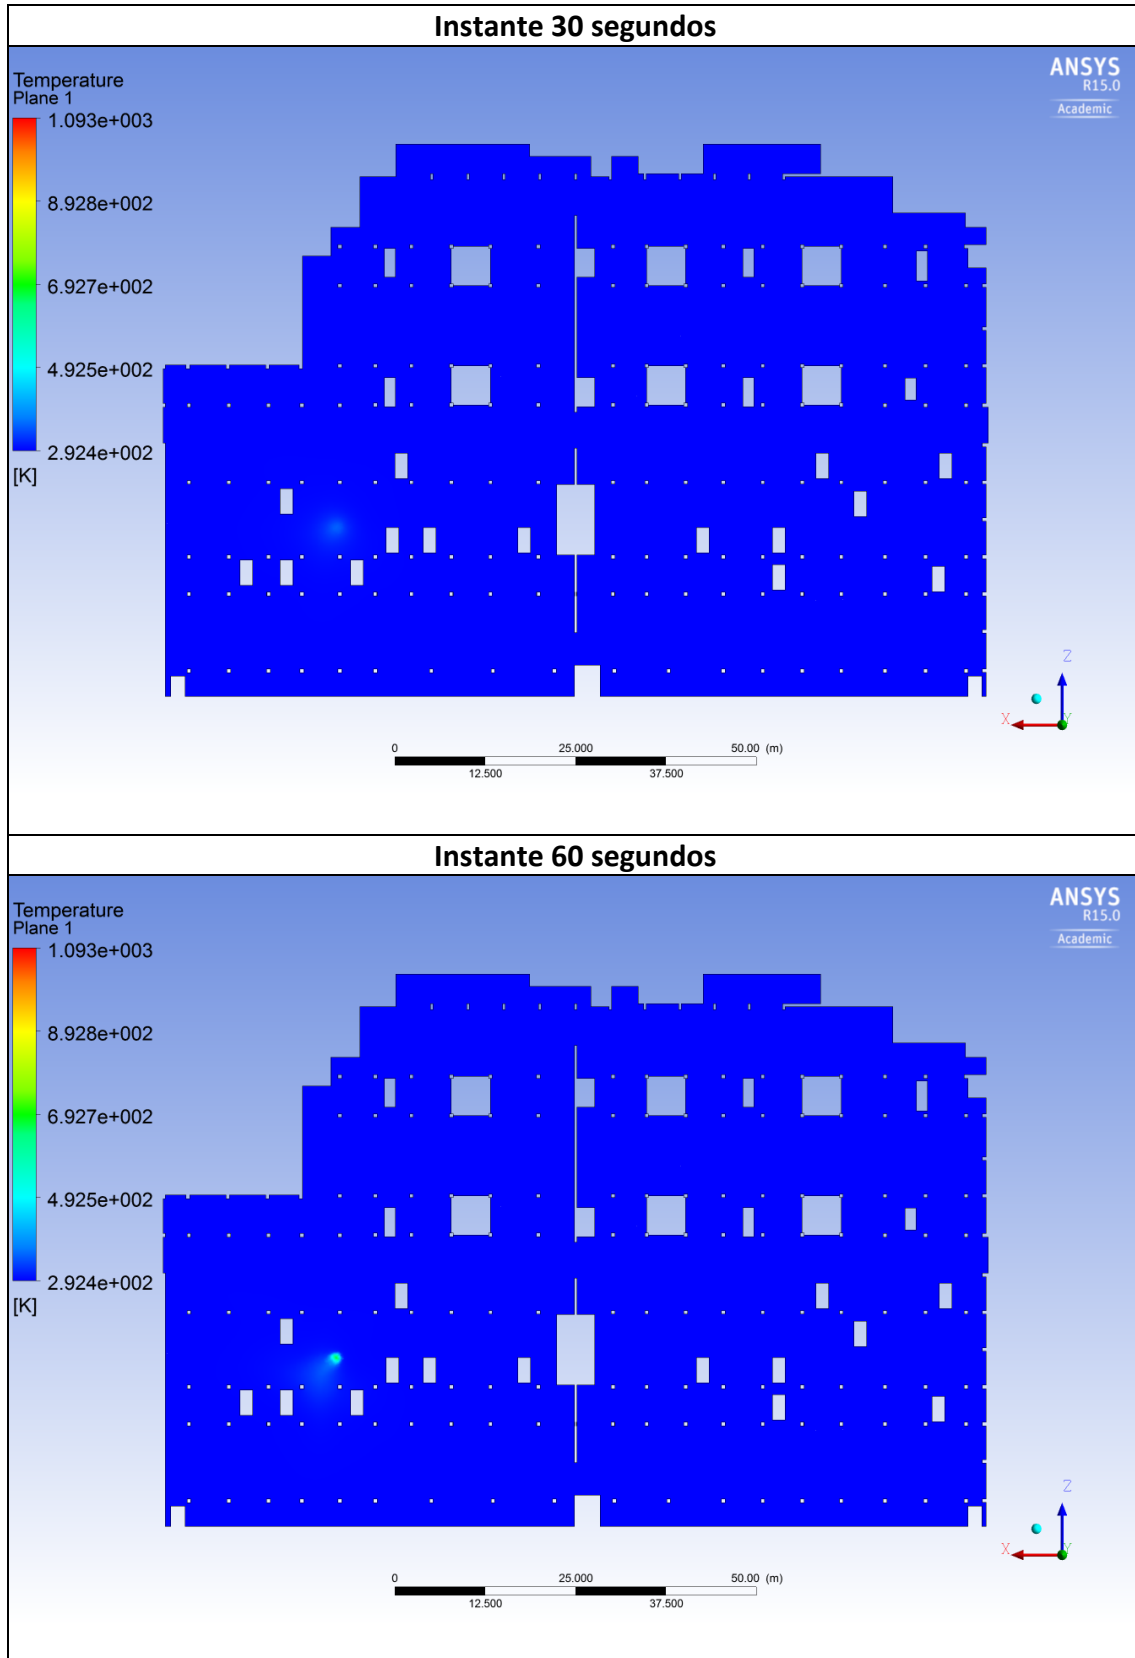 Instante 30 segundos
ANSYS
R15.0
Academic
Temperature
Plane 1
1.093e+003
8.928e+002
6.927e+002
4.925e+002
2.924e+002
[K]
Z
X
Y
0 25.000 50.00 (m)
12.500 37.500
Instante 60 segundos
ANSYS
R15.0
Academic
Temperature
Plane 1
1.093e+003
8.928e+002
6.927e+002
4.925e+002
2.924e+002
[K]
Z
X
Y
0 25.000 50.00 (m)
12.500 37.500